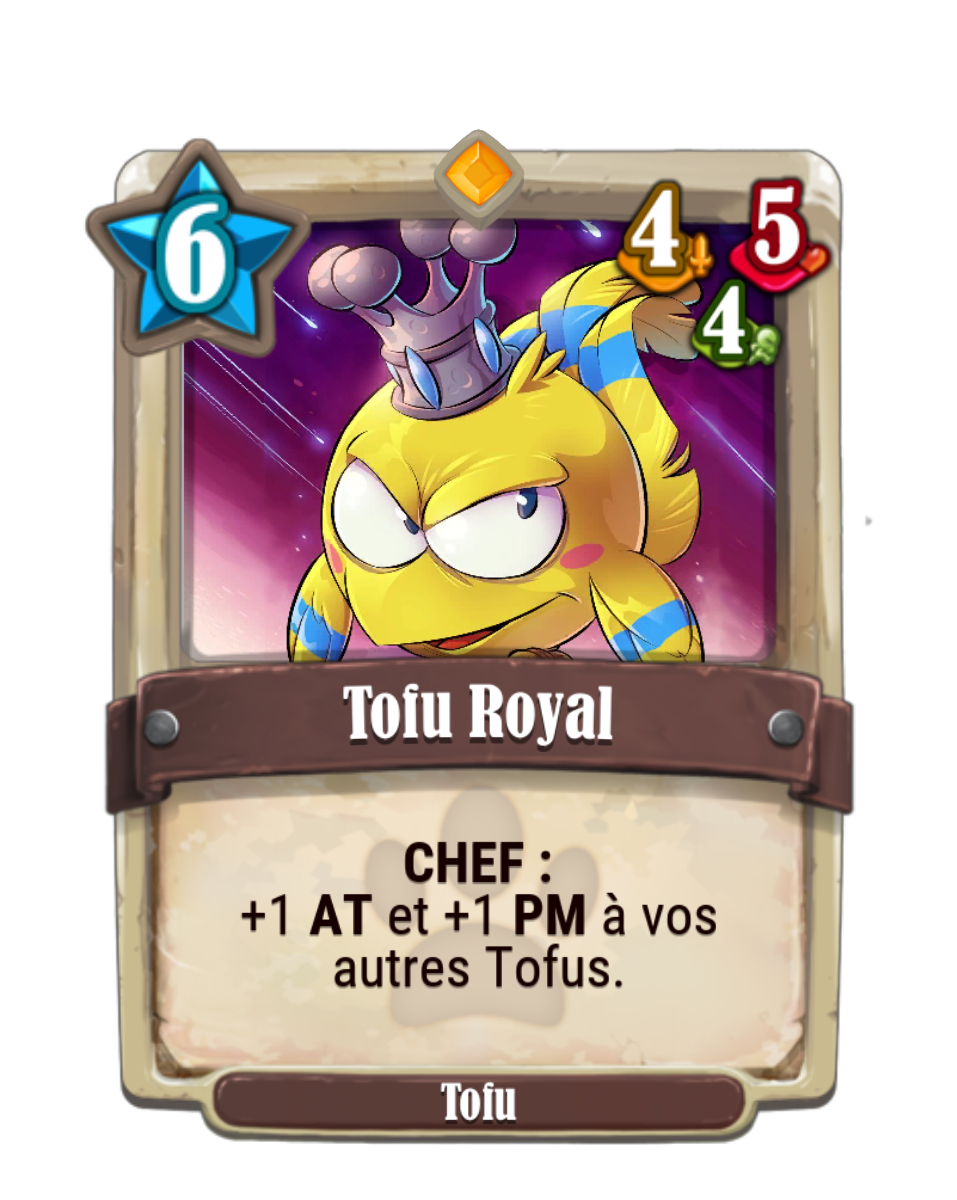 6
4
5
4
Tofu Royal
CHEF :
+1 AT et +1 PM à vos
autres Tofus.
Tofu